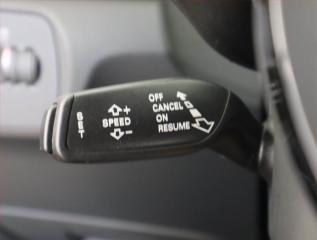 SET
+
SPEED
-
OFF
CANCEL
ON
RESUME